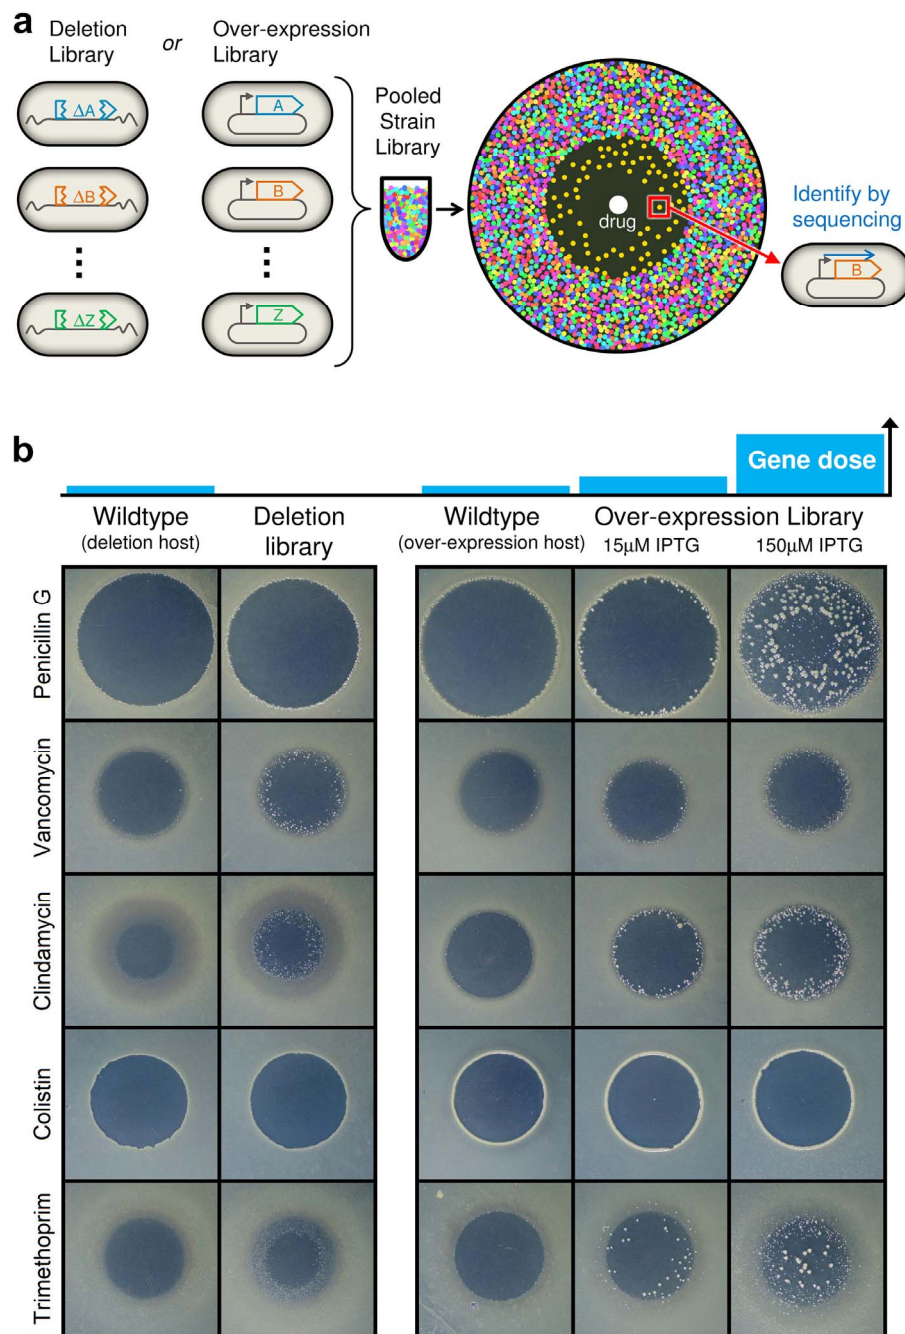 a
Deletion
Library
or
Over-expression
Library
ΔA
A
ΔB
B
ΔZ
Z
Pooled
Strain
Library
drug
Identify by
sequencing
B
b
Gene dose
Wildtype
(deletion host)
Deletion
library
Wildtype
(over-expression host)
Over-expression Library
15μM IPTG
150μM IPTG
Penicillin G
Vancomycin
Clindamycin
Colistin
Trimethoprim